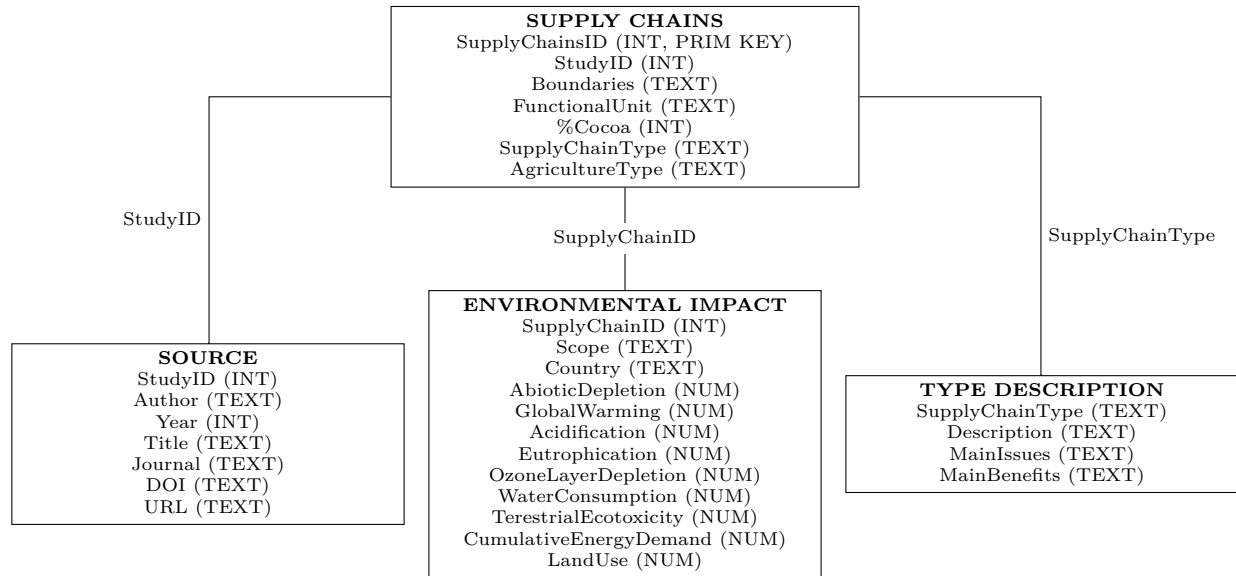 SUPPLY CHAINS
SupplyChainsID (INT, PRIM KEY)
StudyID (INT)
Boundaries (TEXT)
FunctionalUnit (TEXT)
%Cocoa (INT)
SupplyChainType (TEXT)
AgricultureType (TEXT)
StudyID
SupplyChainID
SupplyChainType
SOURCE
StudyID (INT)
Author (TEXT)
Year (INT)
Title (TEXT)
Journal (TEXT)
DOI (TEXT)
URL (TEXT)
ENVIRONMENTAL IMPACT
SupplyChainID (INT)
Scope (TEXT)
Country (TEXT)
AbioticDepletion (NUM)
GlobalWarming (NUM)
Acidification (NUM)
Eutrophication (NUM)
OzoneLayerDepletion (NUM)
WaterConsumption (NUM)
TerestrialEcotoxicity (NUM)
CumulativeEnergyDemand (NUM)
LandUse (NUM)
TYPE DESCRIPTION
SupplyChainType (TEXT)
Description (TEXT)
MainIssues (TEXT)
MainBenefits (TEXT)